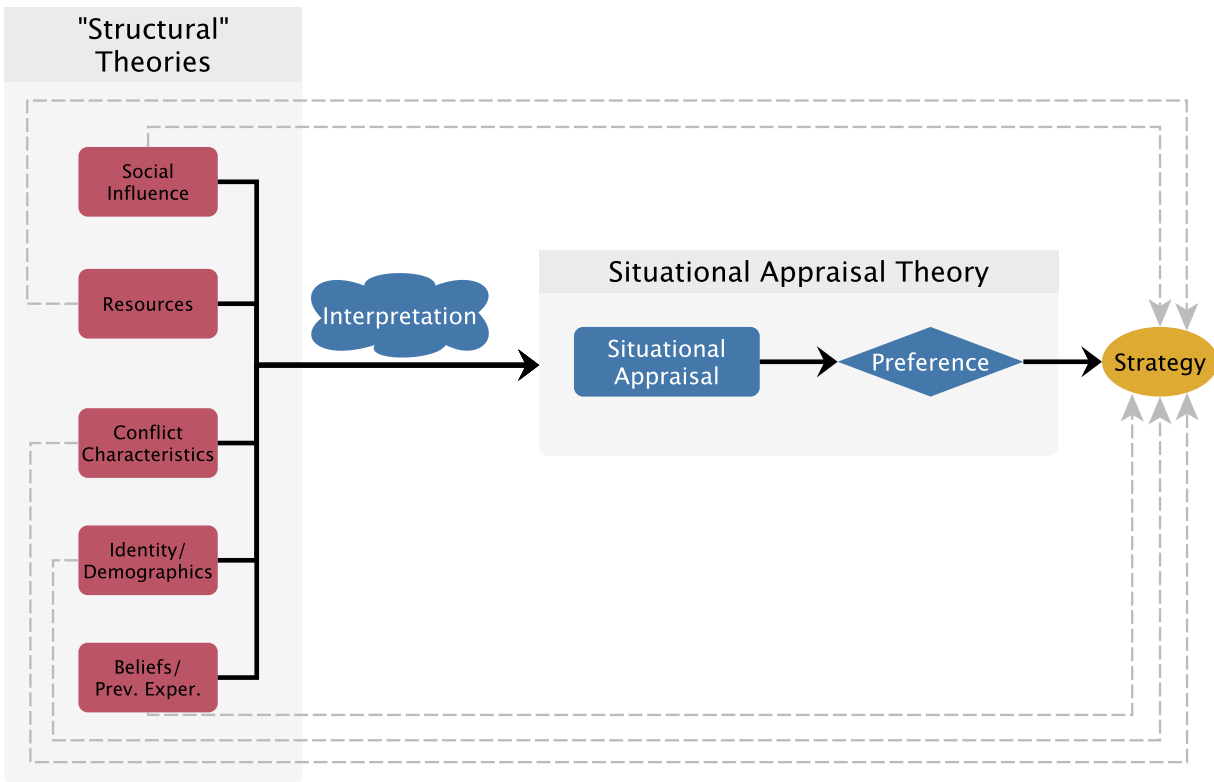 "Structural"
Theories
Social
Influence
Resources
Conflict
Characteristics
Identity/
Demographics
Beliefs/
Prev. Exper.
Interpretation
Situational Appraisal Theory
Situational
Appraisal
Preference
Strategy